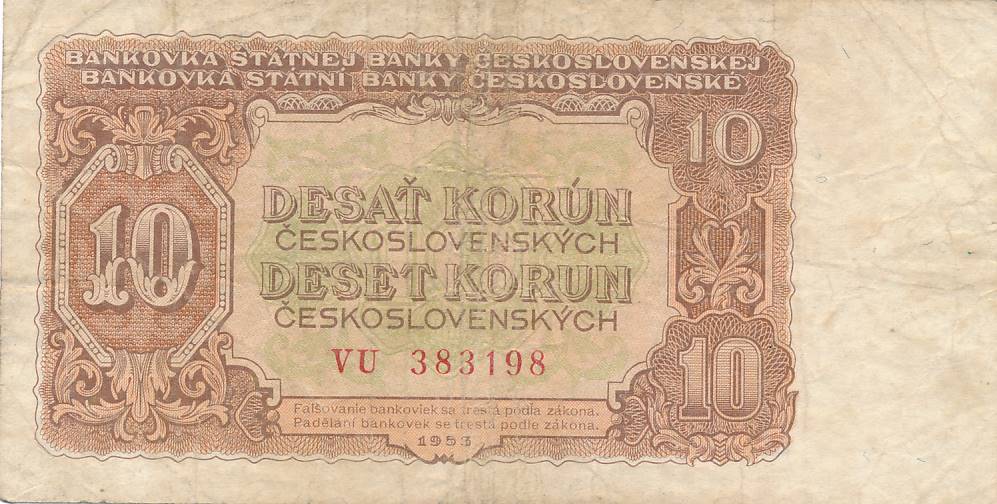 BANKOVKA ŠTÁTNEJ BANKY ČESKOSLOVENSKEJ
BANKOVKA STÁTNÍ BANKY ČESKOSLOVENSKÉ
10
10
DESAŤ KORÚN
ČESKOSLOVENSKÝCH
DESET KORUN
ČESKOSLOVENSKÝCH
VU 383198
10
Falšovanie bankoviek sa trestá podľa zákona.
Padělání bankovek se trestá podle zákona.
1953